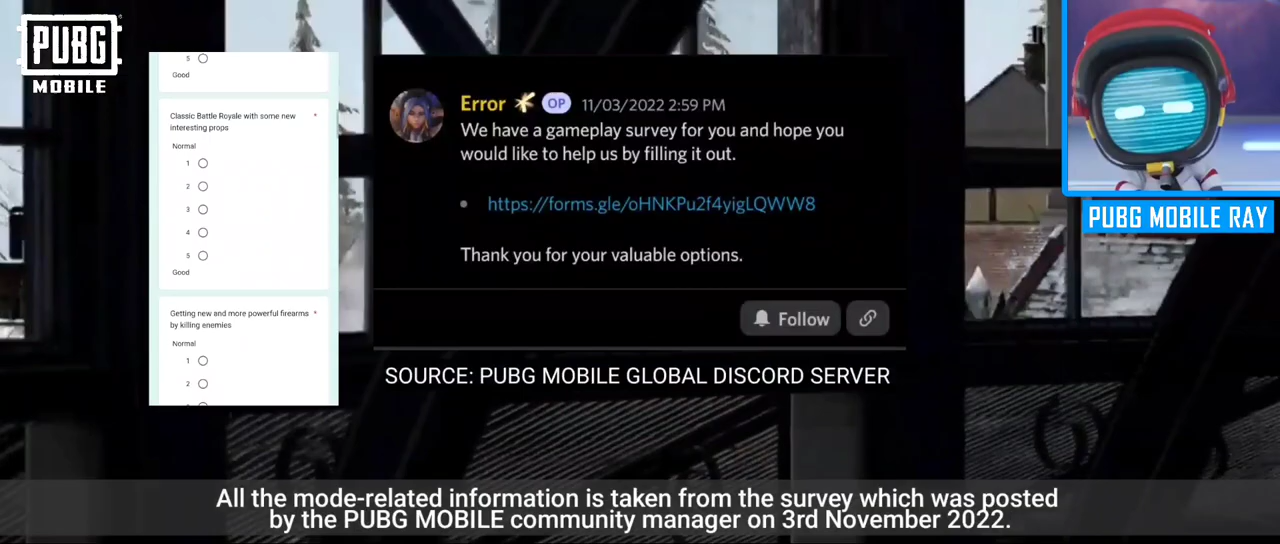 PUBG
MOBILE
5
Good
Classic Battle Royale with some new *
interesting props
Normal
1
2
3
4
5
Good
Getting new and more powerful firearms *
by killing enemies
Normal
1
2
Error OP 11/03/2022 2:59 PM
We have a gameplay survey for you and hope you
would like to help us by filling it out.
• https://forms.gle/oHNKPu2f4yigLQWW8
Thank you for your valuable options.
Follow
SOURCE: PUBG MOBILE GLOBAL DISCORD SERVER
PUBG MOBILE RAY
All the mode-related information is taken from the survey which was posted
by the PUBG MOBILE community manager on 3rd November 2022.